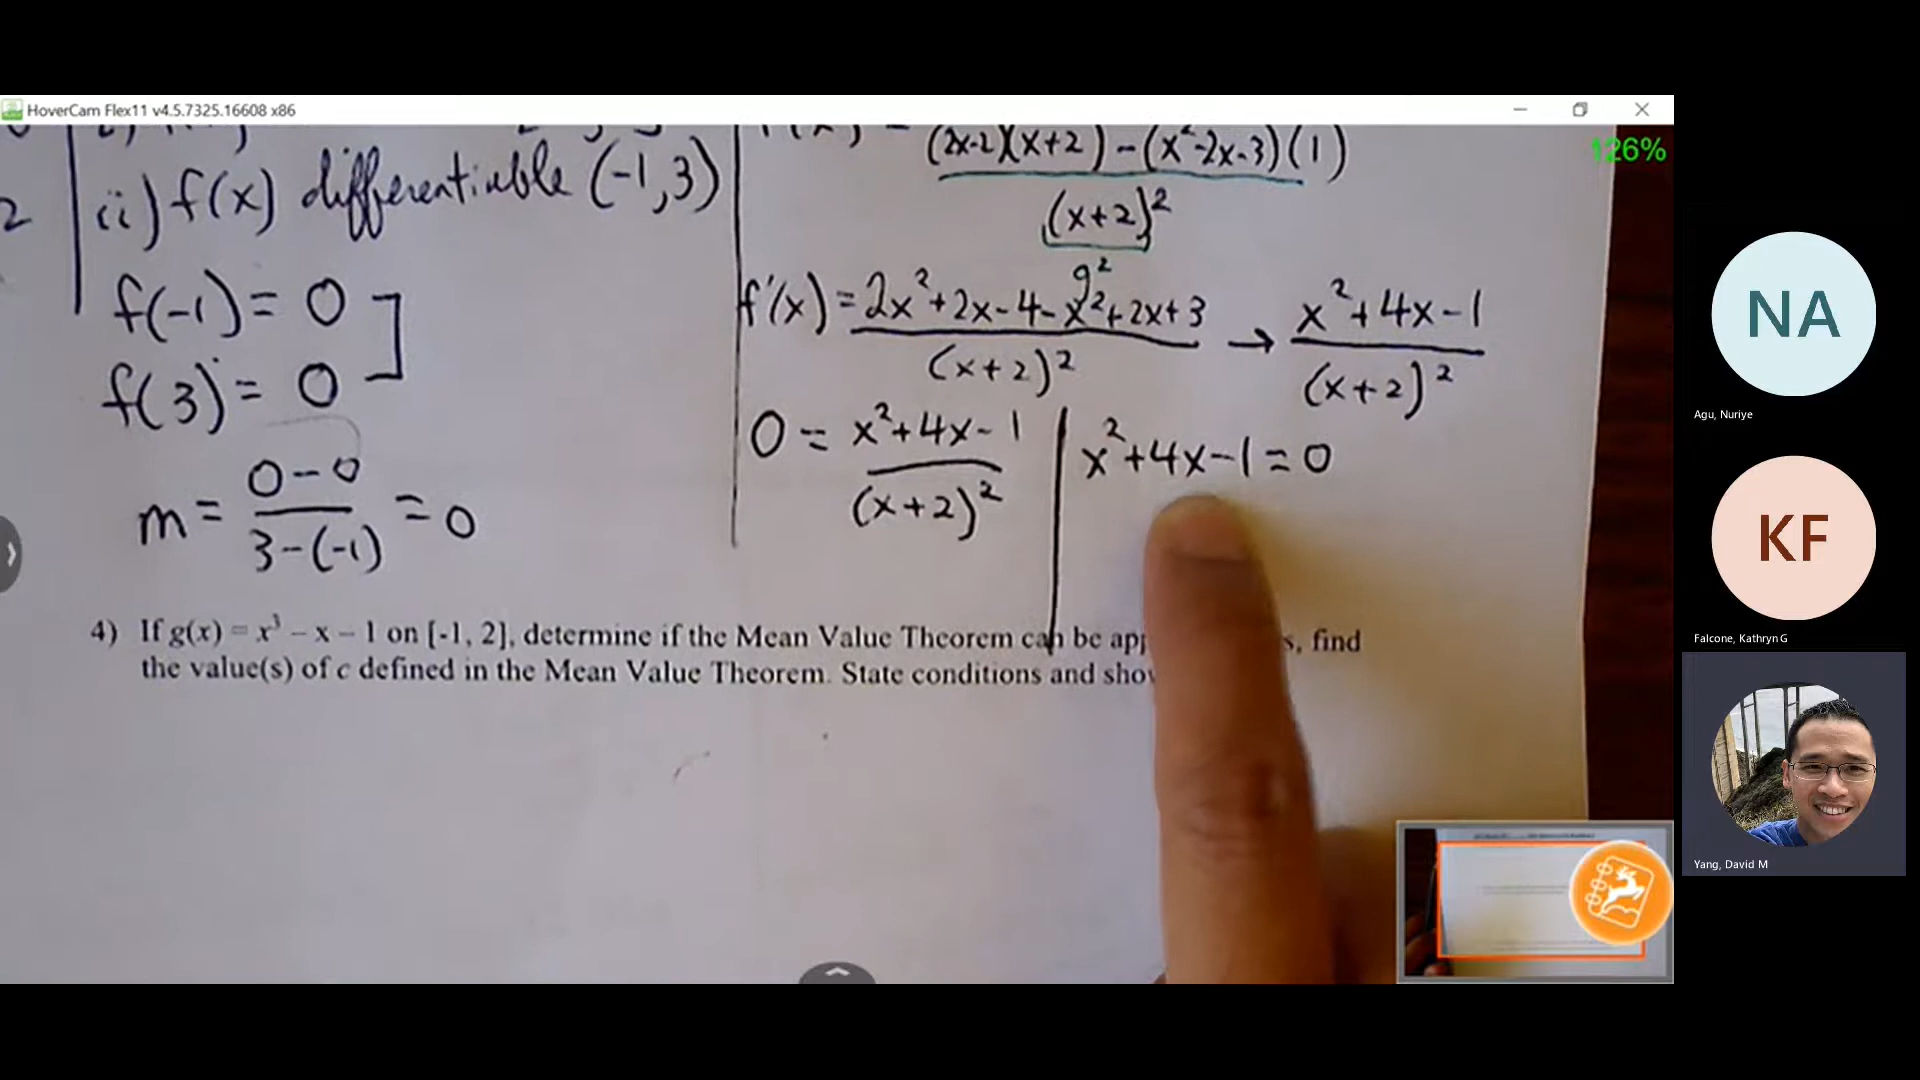 HoverCam Flex11 v4.5.7325.16608 x86
126%
2
ii) f(x) differentiable (-1,3)
f(-1) = 0
f(3) = 0
m = 0-0 / 3-(-1) = 0
(2x-2)(x+2) - (x²-2x-3)(1)
(x+2)²
g²
f'(x) = 2x²+2x-4-x²+2x+3 / (x+2)² → x²+4x-1 / (x+2)²
0 = x²+4x-1 / (x+2)²
x²+4x-1=0
4) If g(x) = x³ – x – 1 on [-1, 2], determine if the Mean Value Theorem can be find
the value(s) of c defined in the Mean Value Theorem. State conditions and
NA
Agu, Nuriye
KF
Falcone, Kathryn G
Yang, David M